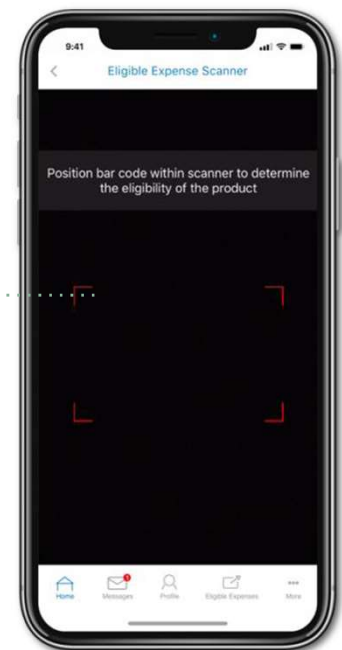 9:41
Eligible Expense Scanner
Position bar code within scanner to determine
the eligibility of the product
1
Home
Messages
Profile
Eligible Expenses
More